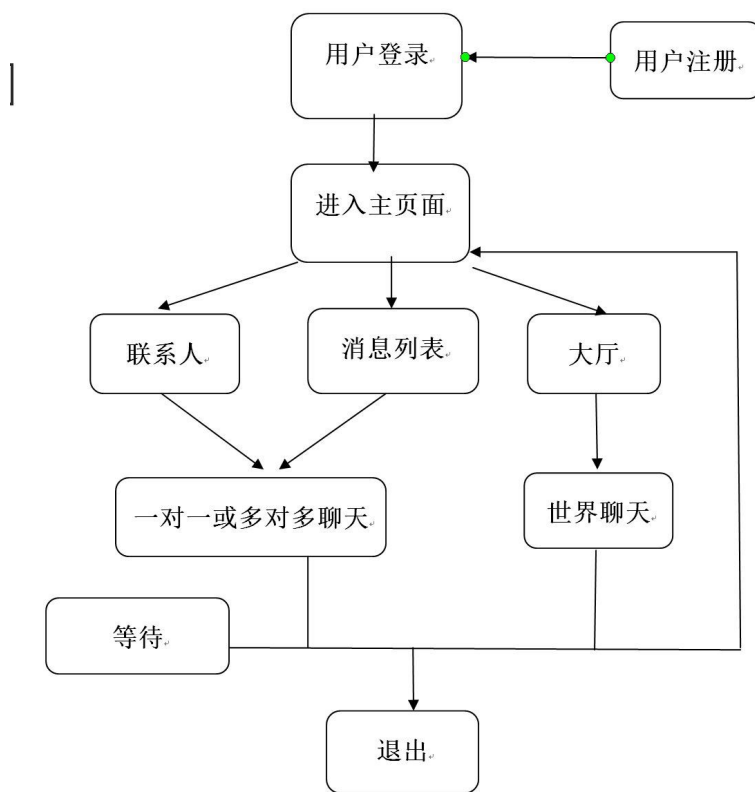 用户登录
用户注册
进入主页面
联系人
消息列表
大厅
一对一或多对多聊天
世界聊天
等待
退出